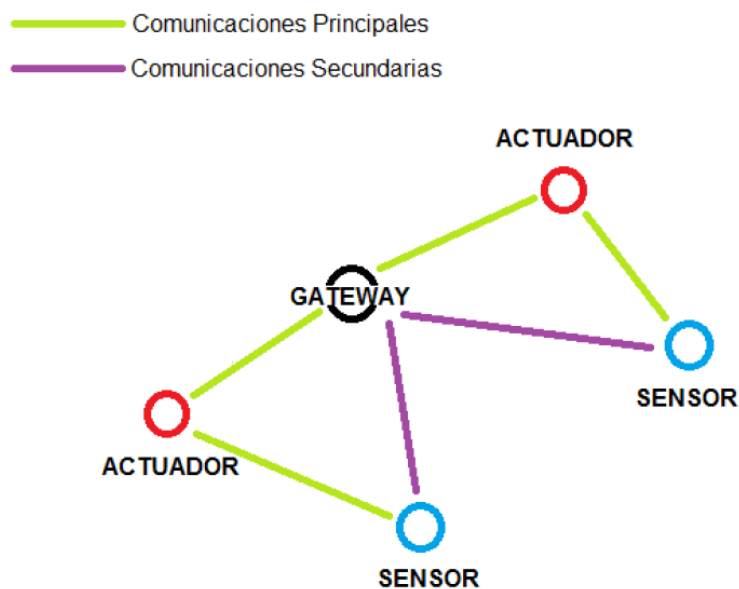 Comunicaciones Principales
Comunicaciones Secundarias
ACTUADOR
GATEWAY
SENSOR
ACTUADOR
SENSOR